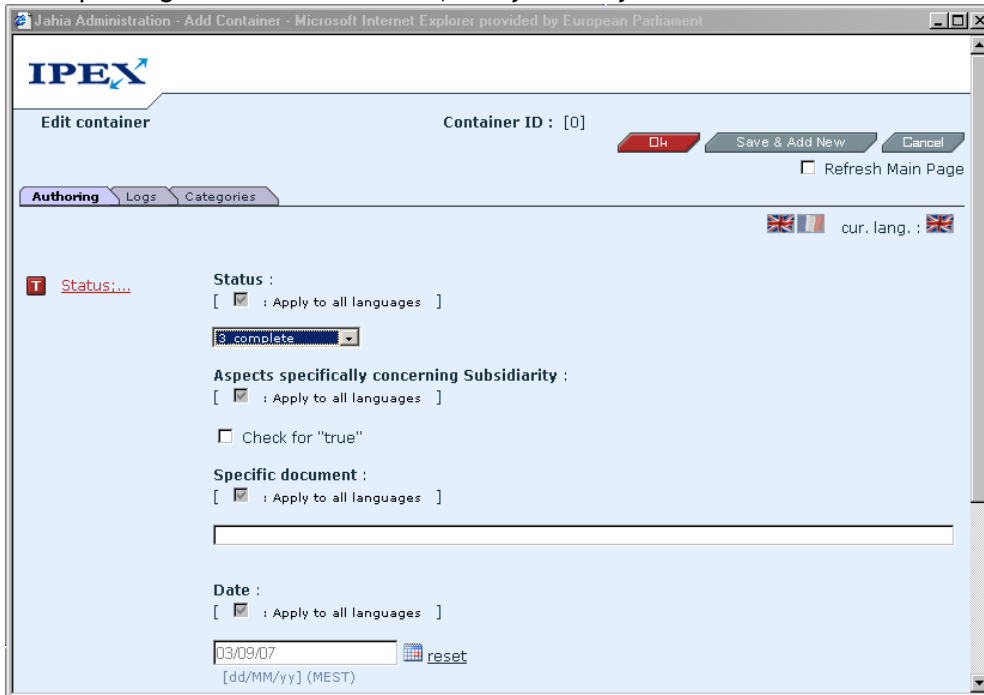 Jahia Administration - Add Container - Microsoft Internet Explorer provided by European Parliament
IPEX
Edit container Container ID : [0]
Ok Save & Add New Cancel
Refresh Main Page
Authoring Logs Categories
cur. lang. :
T Status;... Status :
[ : Apply to all languages ]
3 complete
Aspects specifically concerning Subsidiarity :
[ : Apply to all languages ]
Check for "true"
Specific document :
[ : Apply to all languages ]
Date :
[ : Apply to all languages ]
03/09/07 reset
[dd/MM/yy] (MEST)